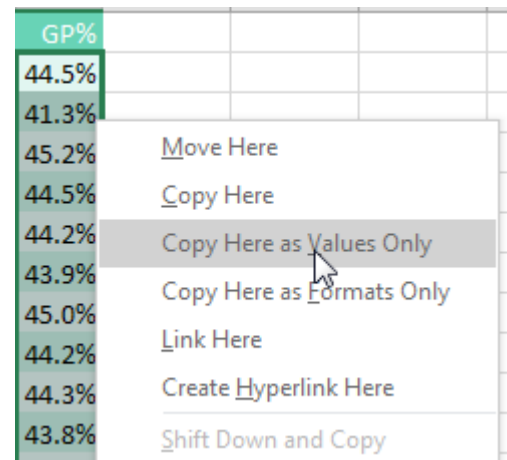 GP%
44.5%
41.3%
45.2%
44.5%
44.2%
43.9%
45.0%
44.2%
44.3%
43.8%
Move Here
Copy Here
Copy Here as Values Only
Copy Here as Formats Only
Link Here
Create Hyperlink Here
Shift Down and Copy